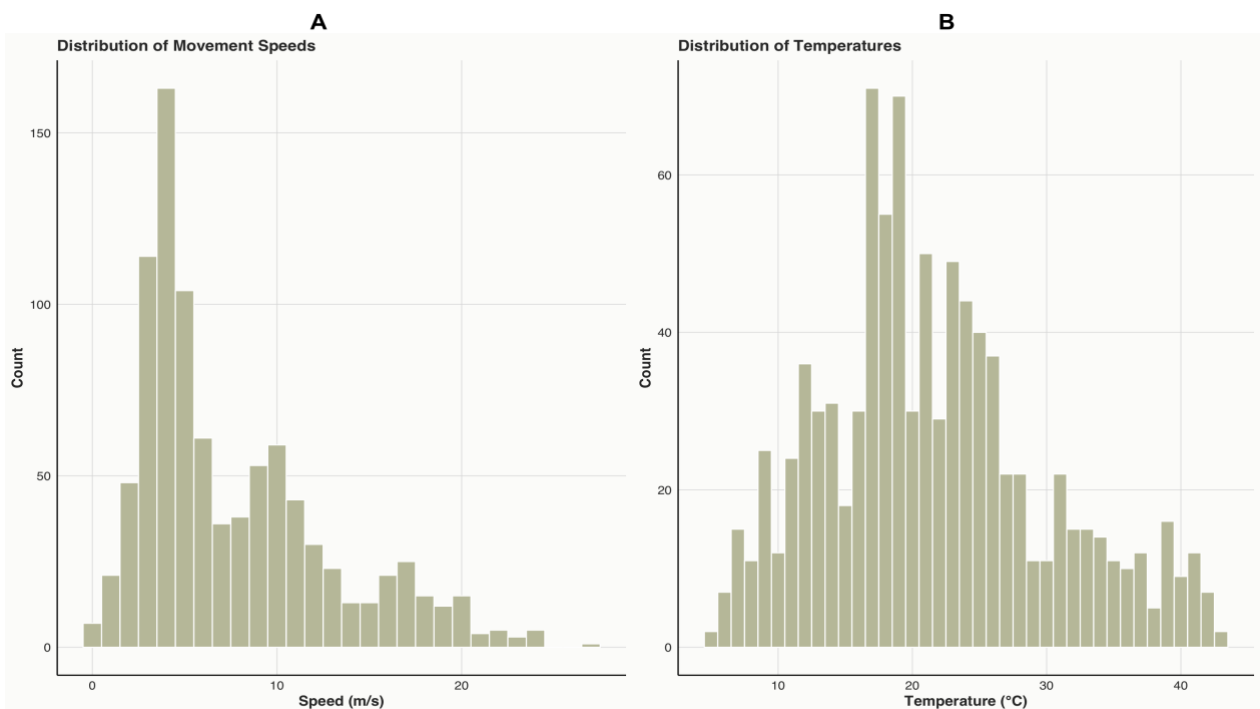 A
Distribution of Movement Speeds
Count
150
100
50
0
0 10 20
Speed (m/s)
B
Distribution of Temperatures
Count
60
40
20
0
10 20 30 40
Temperature (°C)